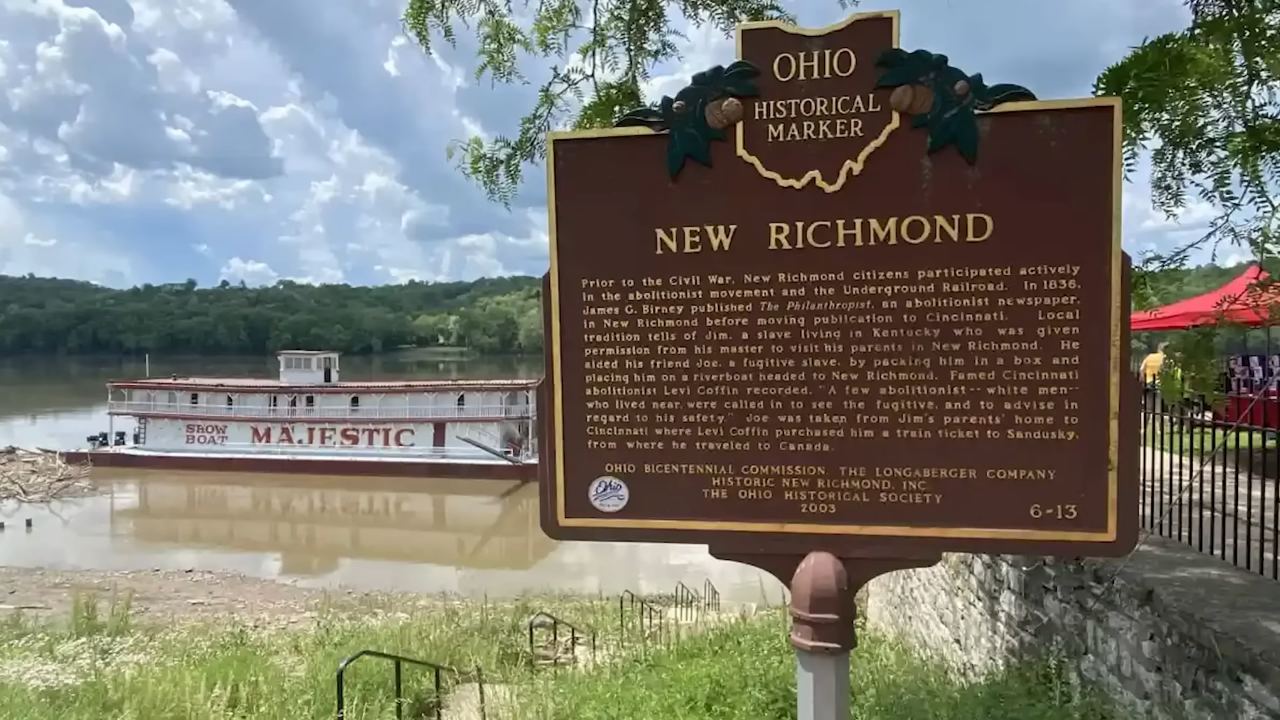 OHIO
HISTORICAL
MARKER
NEW RICHMOND
Prior to the Civil War, New Richmond citizens participated actively
in the abolitionist movement and the Underground Railroad. In 1836,
James G. Birney published The Philanthropist, an abolitionist newspaper,
in New Richmond before moving publication to Cincinnati. Local
tradition tells of Jim, a slave living in Kentucky who was given
permission from his master to visit his parents in New Richmond. He
aided his friend Joe, a fugitive slave, by packing him in a box and
placing him on a riverboat headed to New Richmond. Famed Cincinnati
abolitionist Levi Coffin recorded, "A few abolitionist -- white men--
who lived near, were called in to see the fugitive, and to advise in
regard to his safety." Joe was taken from Jim's parents' home to
Cincinnati where Levi Coffin purchased him a train ticket to Sandusky,
from where he traveled to Canada.
OHIO BICENTENNIAL COMMISSION, THE LONGABERGER COMPANY
HISTORIC NEW RICHMOND, INC.
THE OHIO HISTORICAL SOCIETY
2003
6-13
Ohio
SHOW
BOAT
MAJESTIC